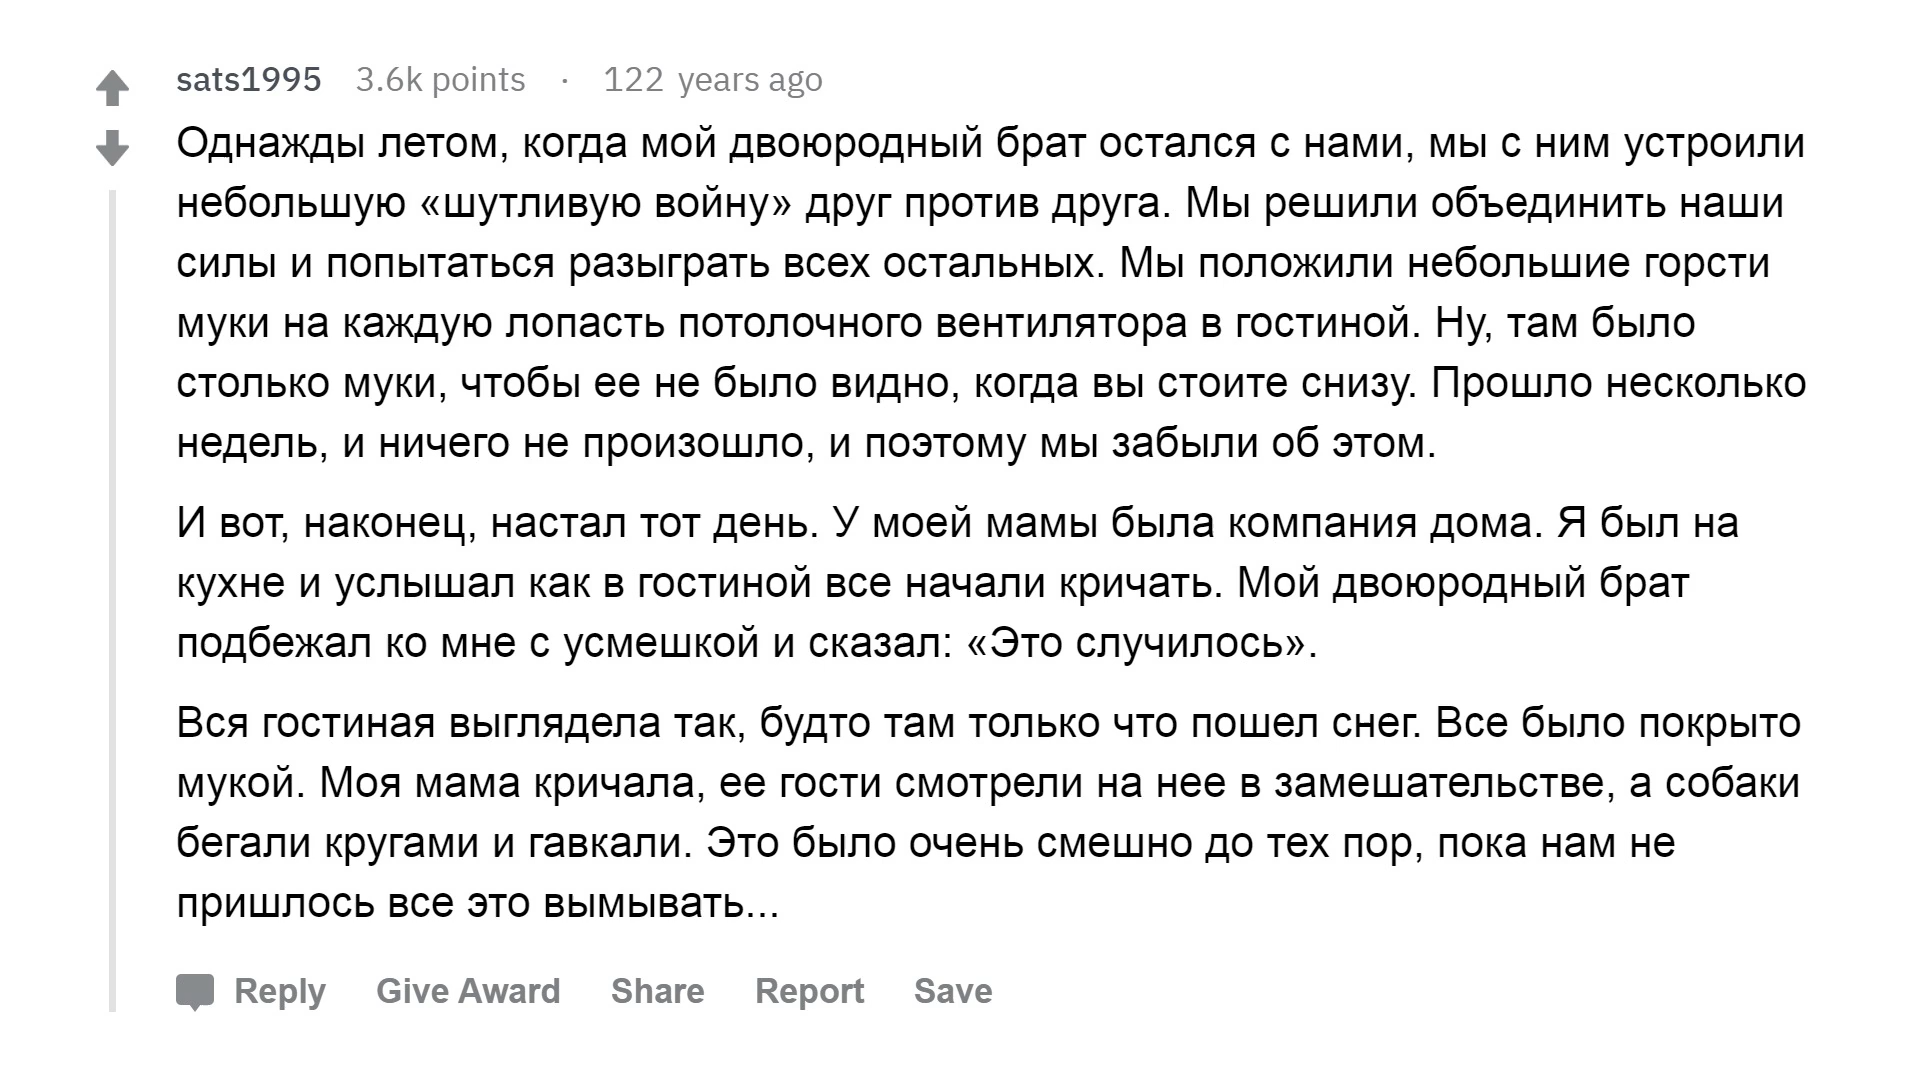 sats1995 3.6k points · 122 years ago
Однажды летом, когда мой двоюродный брат остался с нами, мы с ним устроили
небольшую «шутливую войну» друг против друга. Мы решили объединить наши
силы и попытаться разыграть всех остальных. Мы положили небольшие горсти
муки на каждую лопасть потолочного вентилятора в гостиной. Ну, там было
столько муки, чтобы ее не было видно, когда вы стоите снизу. Прошло несколько
недель, и ничего не произошло, и поэтому мы забыли об этом.
И вот, наконец, настал тот день. У моей мамы была компания дома. Я был на
кухне и услышал как в гостиной все начали кричать. Мой двоюродный брат
подбежал ко мне с усмешкой и сказал: «Это случилось».
Вся гостиная выглядела так, будто там только что пошел снег. Все было покрыто
мукой. Моя мама кричала, ее гости смотрели на нее в замешательстве, а собаки
бегали кругами и гавкали. Это было очень смешно до тех пор, пока нам не
пришлось все это вымывать...
Reply Give Award Share Report Save